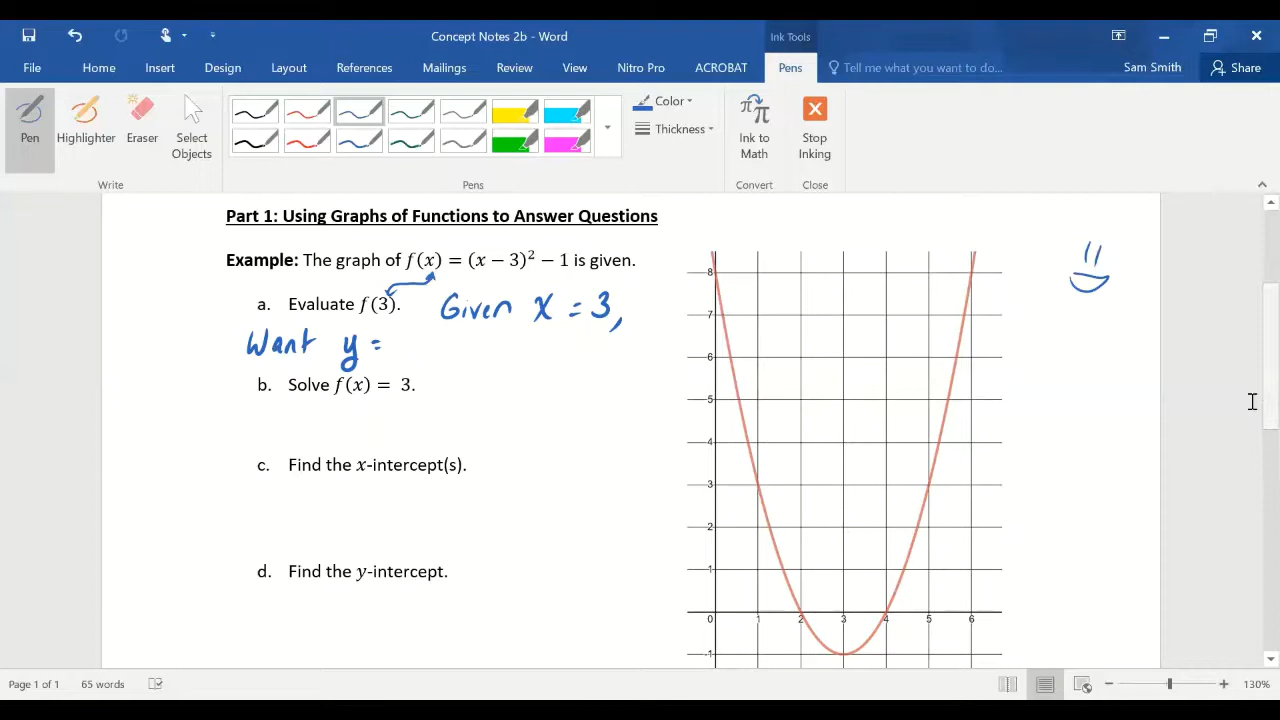 Concept Notes 2b - Word
Ink Tools
File Home Insert Design Layout References Mailings Review View Nitro Pro ACROBAT Pens Tell me what you want to do... Sam Smith Share
Pen Highlighter Eraser Select Objects
Color
Thickness
Ink to Math
Stop Inking
Write Pens Convert Close
Part 1: Using Graphs of Functions to Answer Questions
Example: The graph of f(x) = (x − 3)² − 1 is given.
a. Evaluate f(3). Given x = 3,
Want y =
b. Solve f(x) = 3.
c. Find the x-intercept(s).
d. Find the y-intercept.
8
7
6
5
4
3
2
1
0 1 2 3 4 5 6
-1
Page 1 of 1 65 words 130%